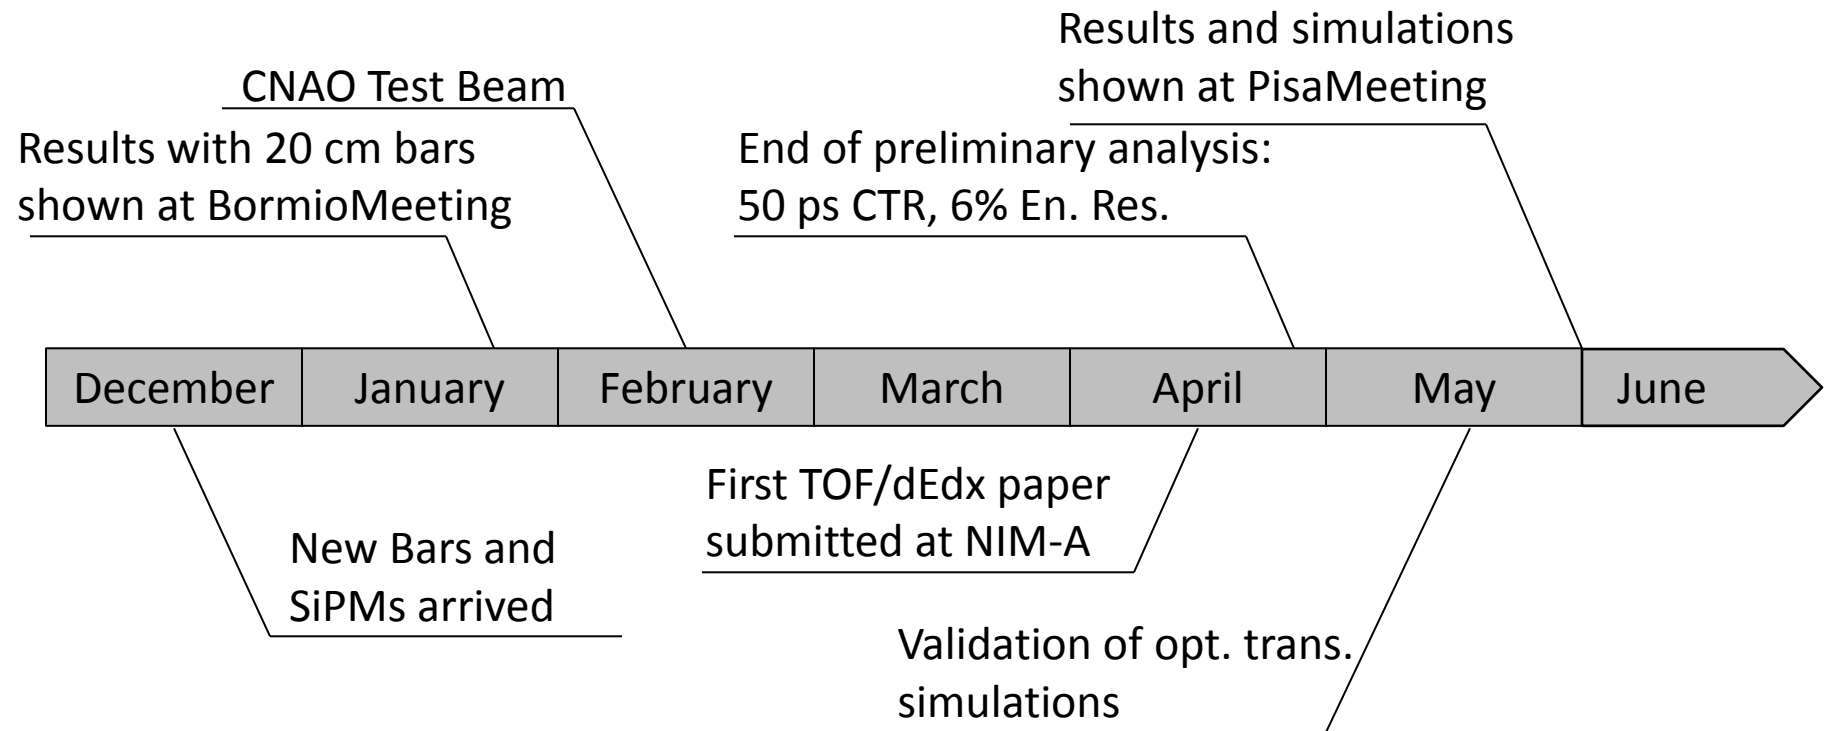 Results and simulations
shown at PisaMeeting
CNAO Test Beam
Results with 20 cm bars
shown at BormioMeeting
End of preliminary analysis:
50 ps CTR, 6% En. Res.
December
January
February
March
April
May
June
First TOF/dEdx paper
submitted at NIM-A
New Bars and
SiPMs arrived
Validation of opt. trans.
simulations